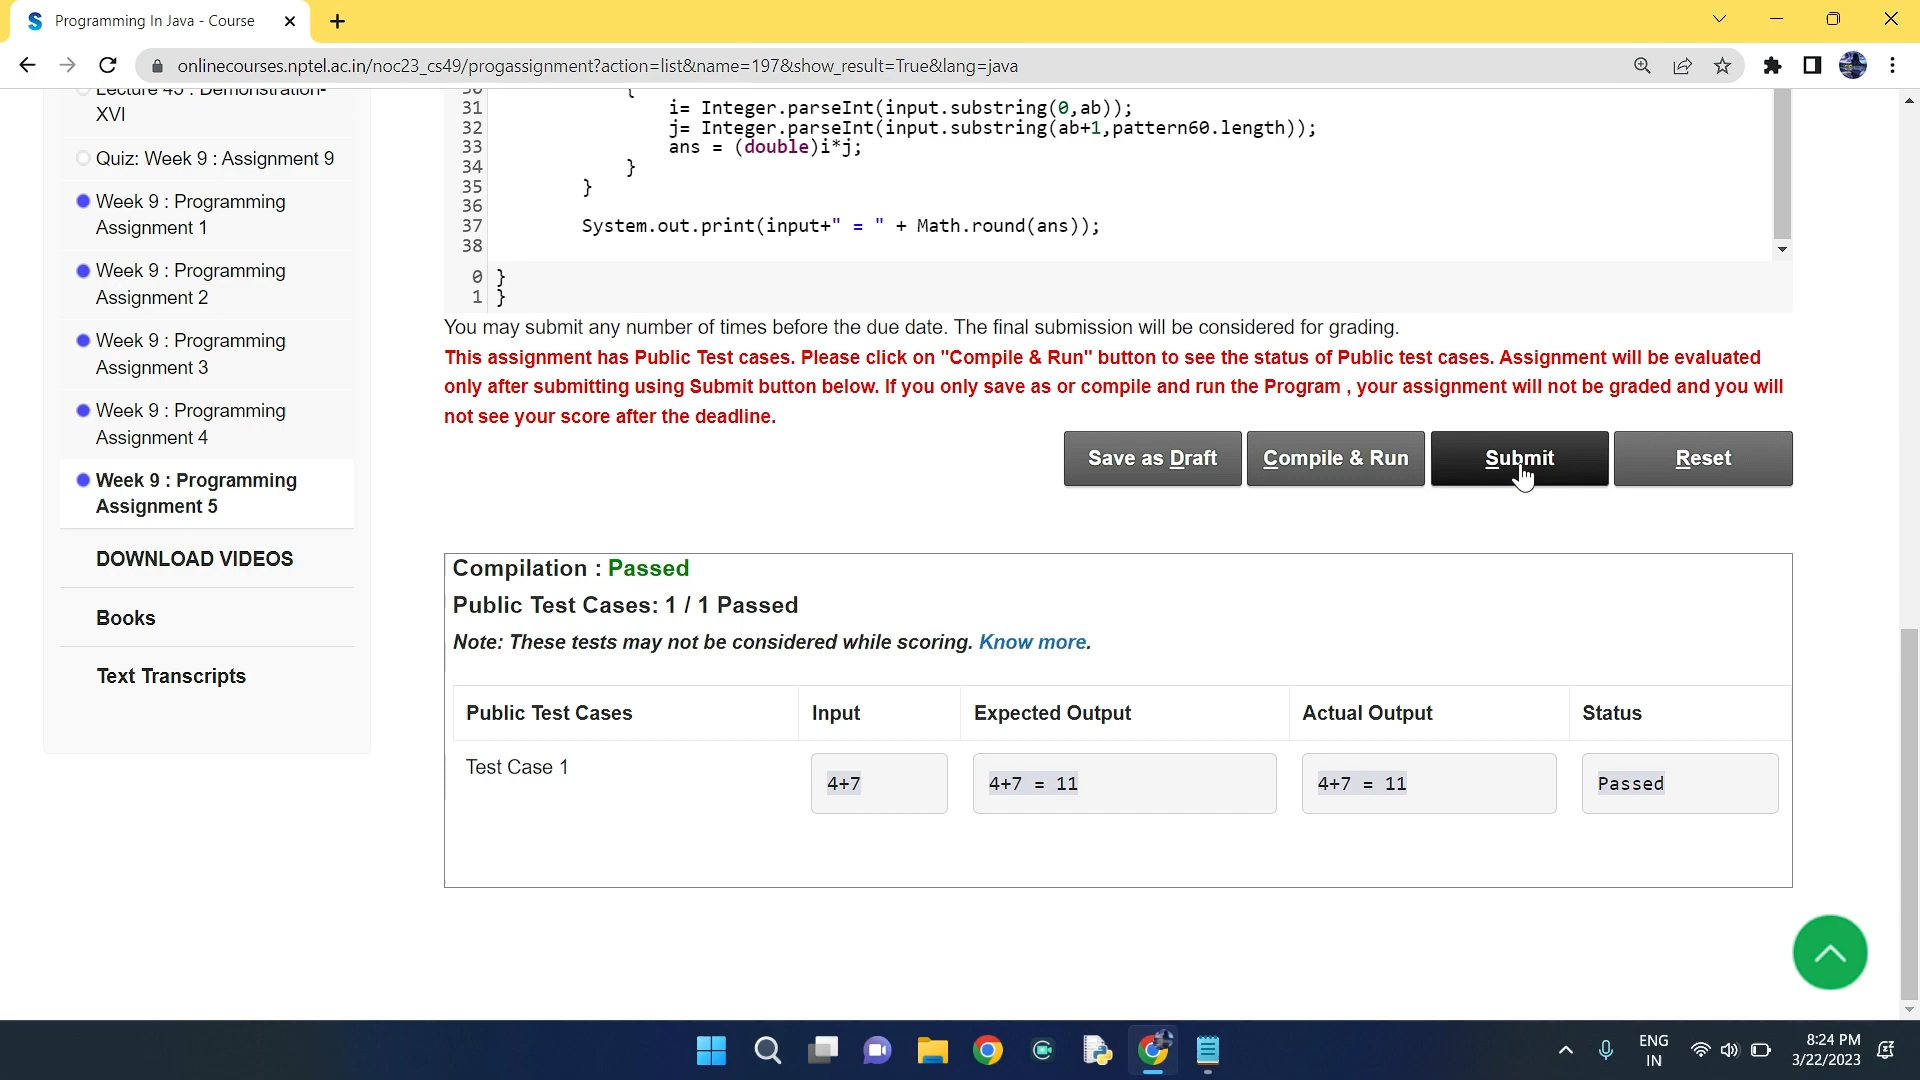 Programming In Java - Course
onlinecourses.nptel.ac.in/noc23_cs49/progassignment?action=list&name=197&show_result=True&lang=java
Lecture 45 : Demonstration-
XVI
Quiz: Week 9 : Assignment 9
Week 9 : Programming
Assignment 1
Week 9 : Programming
Assignment 2
Week 9 : Programming
Assignment 3
Week 9 : Programming
Assignment 4
Week 9 : Programming
Assignment 5
DOWNLOAD VIDEOS
Books
Text Transcripts
30 {
31 i= Integer.parseInt(input.substring(0,ab));
32 j= Integer.parseInt(input.substring(ab+1,pattern60.length));
33 ans = (double)i*j;
34 }
35 }
36
37 System.out.print(input+" = " + Math.round(ans));
38
0 }
1 }
You may submit any number of times before the due date. The final submission will be considered for grading.
This assignment has Public Test cases. Please click on "Compile & Run" button to see the status of Public test cases. Assignment will be evaluated
only after submitting using Submit button below. If you only save as or compile and run the Program , your assignment will not be graded and you will
not see your score after the deadline.
Save as Draft Compile & Run Submit Reset
Compilation : Passed
Public Test Cases: 1 / 1 Passed
Note: These tests may not be considered while scoring. Know more.
Public Test Cases Input Expected Output Actual Output Status
Test Case 1 4+7 4+7 = 11 4+7 = 11 Passed
ENG
IN
8:24 PM
3/22/2023